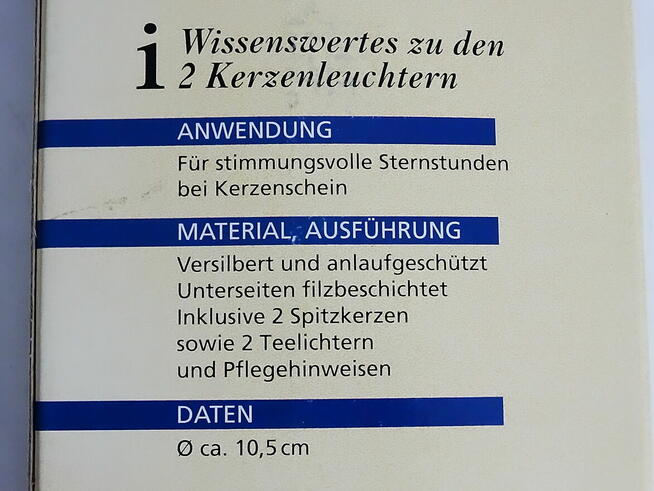 i Wissenswertes zu den
2 Kerzenleuchtern
ANWENDUNG
Für stimmungsvolle Sternstunden
bei Kerzenschein
MATERIAL, AUSFÜHRUNG
Versilbert und anlaufgeschützt
Unterseiten filzbeschichtet
Inklusive 2 Spitzkerzen
sowie 2 Teelichtern
und Pflegehinweisen
DATEN
Ø ca. 10,5 cm